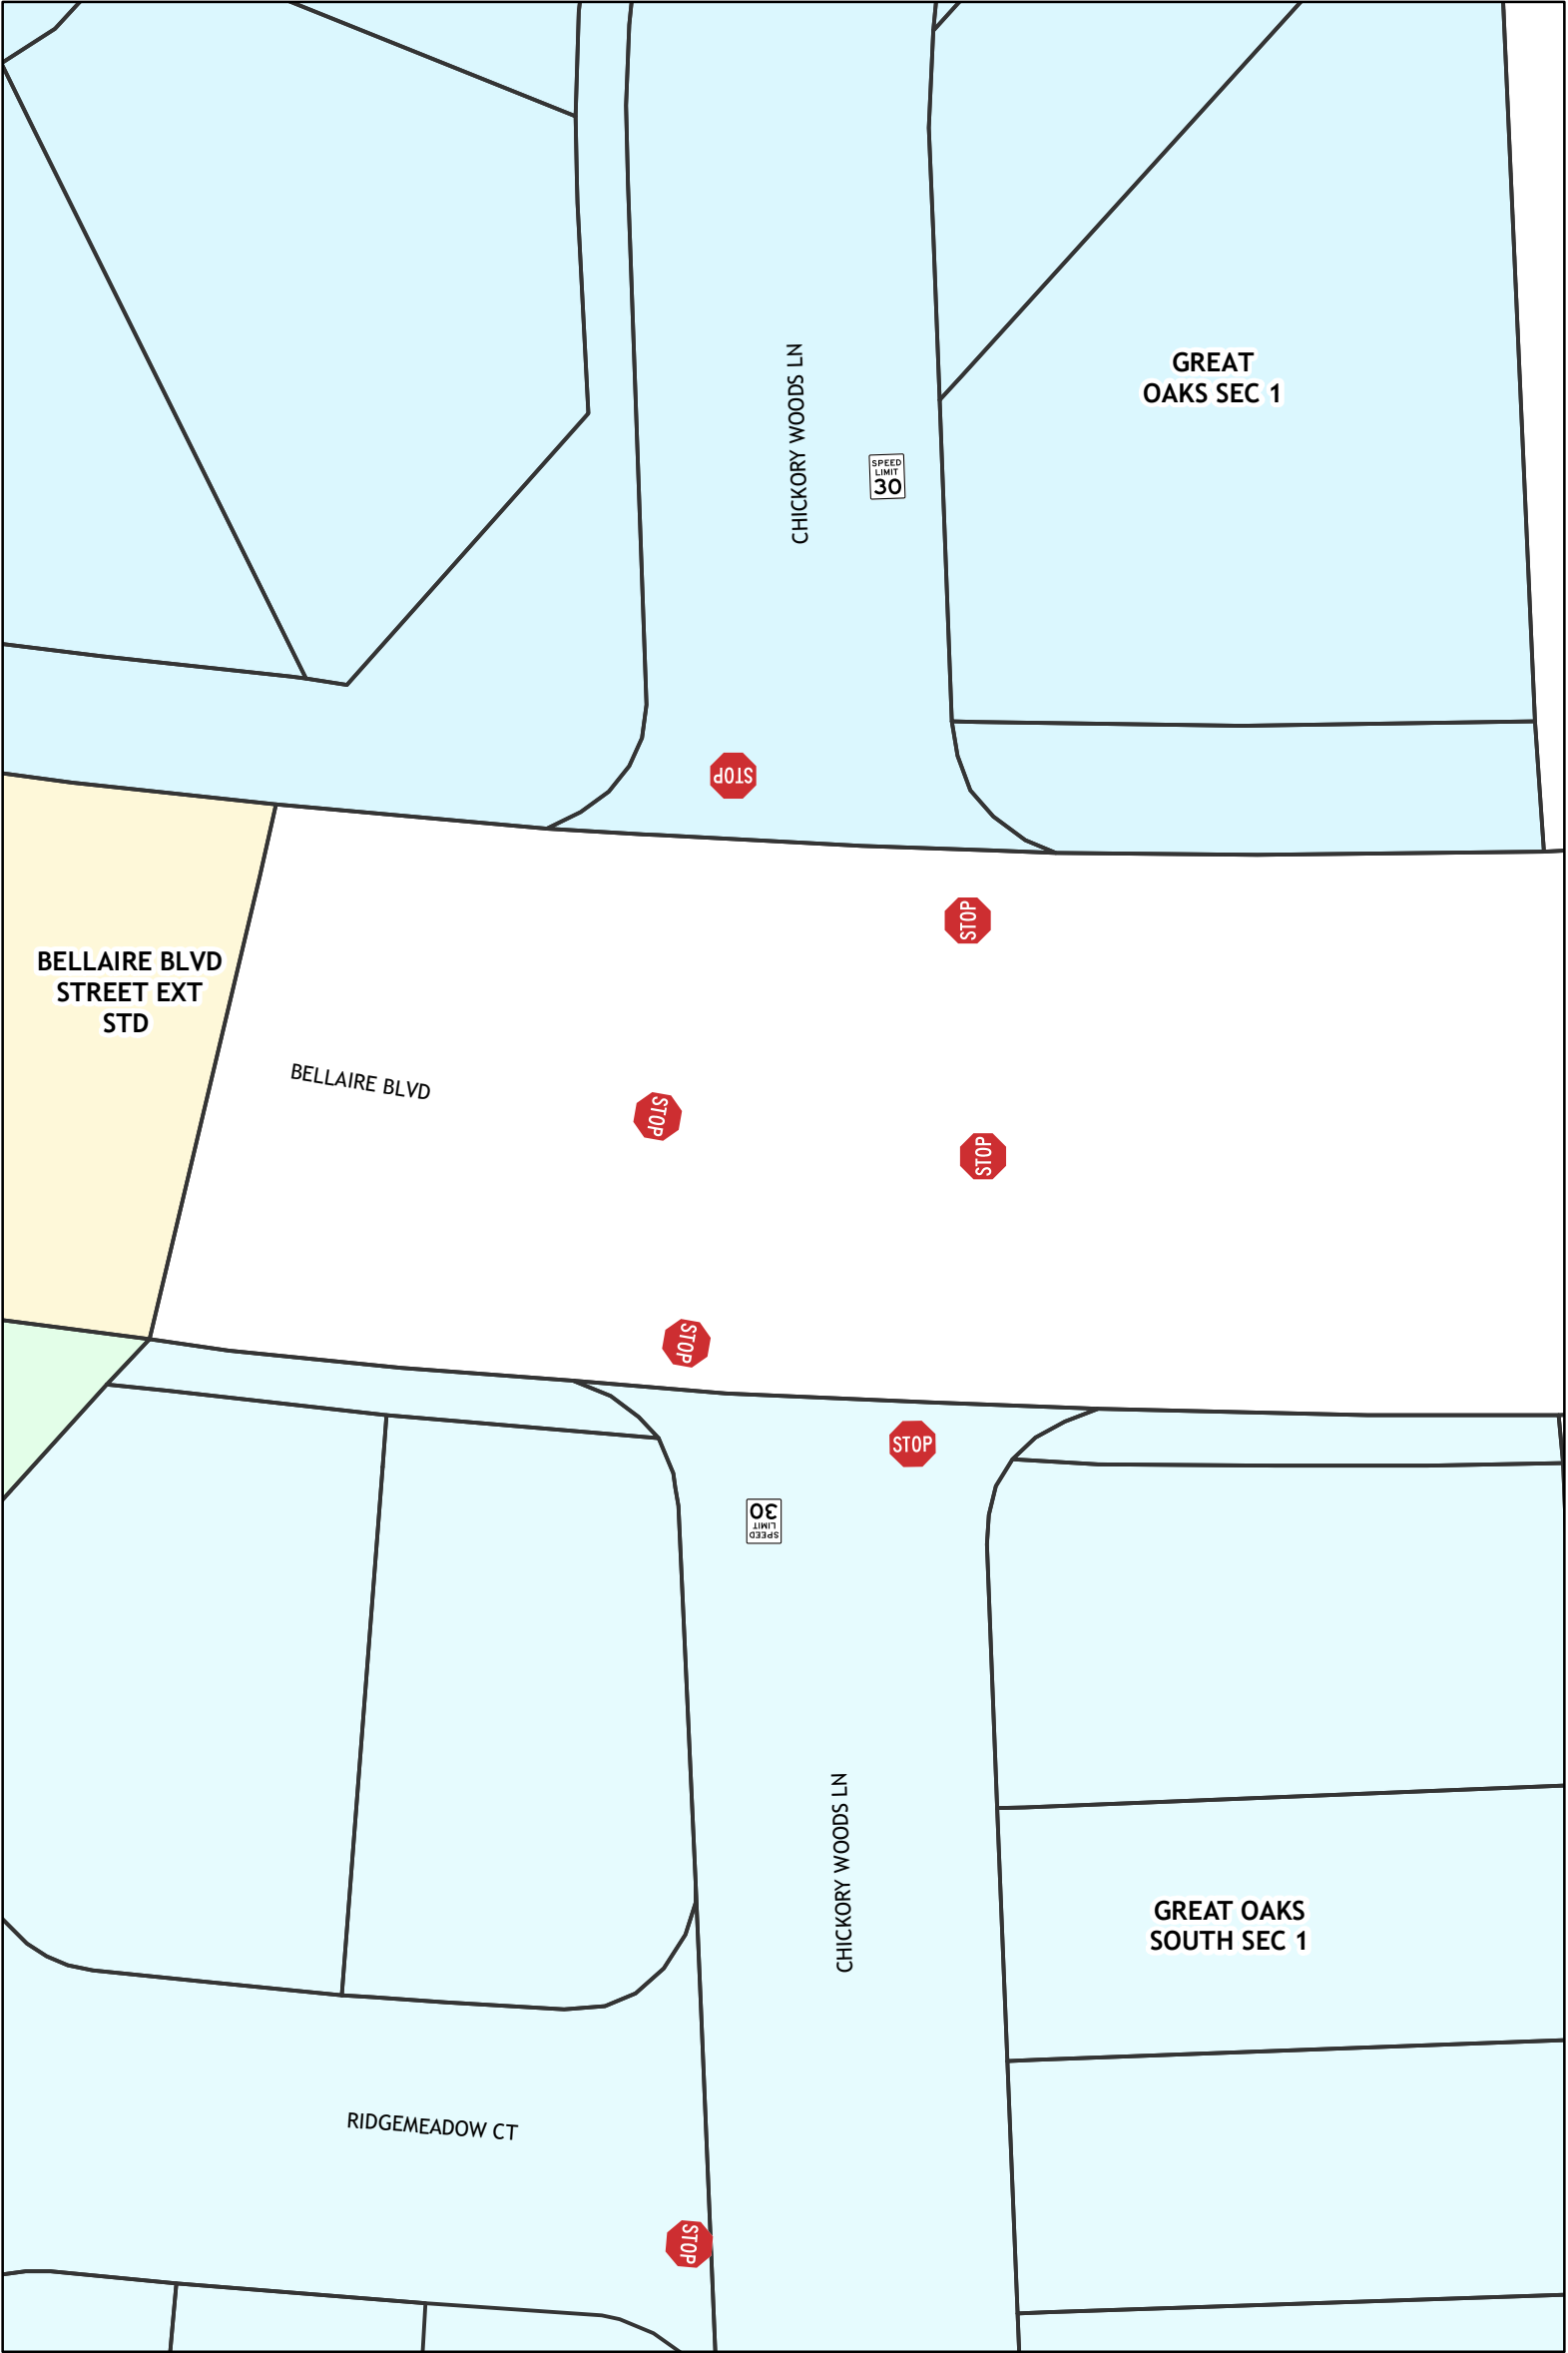 CHICKORY WOODS LN
GREAT
OAKS SEC 1
SPEED
LIMIT
30
STOP
STOP
BELLAIRE BLVD
STREET EXT
STD
BELLAIRE BLVD
STOP
STOP
STOP
STOP
SPEED
LIMIT
30
CHICKORY WOODS LN
GREAT OAKS
SOUTH SEC 1
RIDGEMEADOW CT
STOP